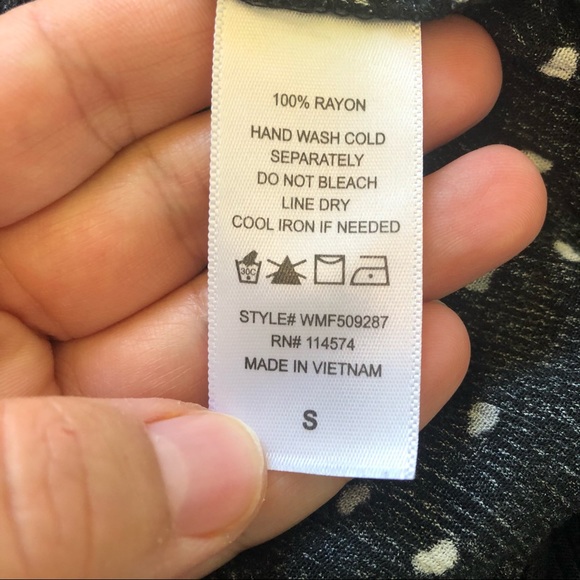 100% RAYON
HAND WASH COLD
SEPARATELY
DO NOT BLEACH
LINE DRY
COOL IRON IF NEEDED
30C
STYLE# WMF509287
RN# 114574
MADE IN VIETNAM
S